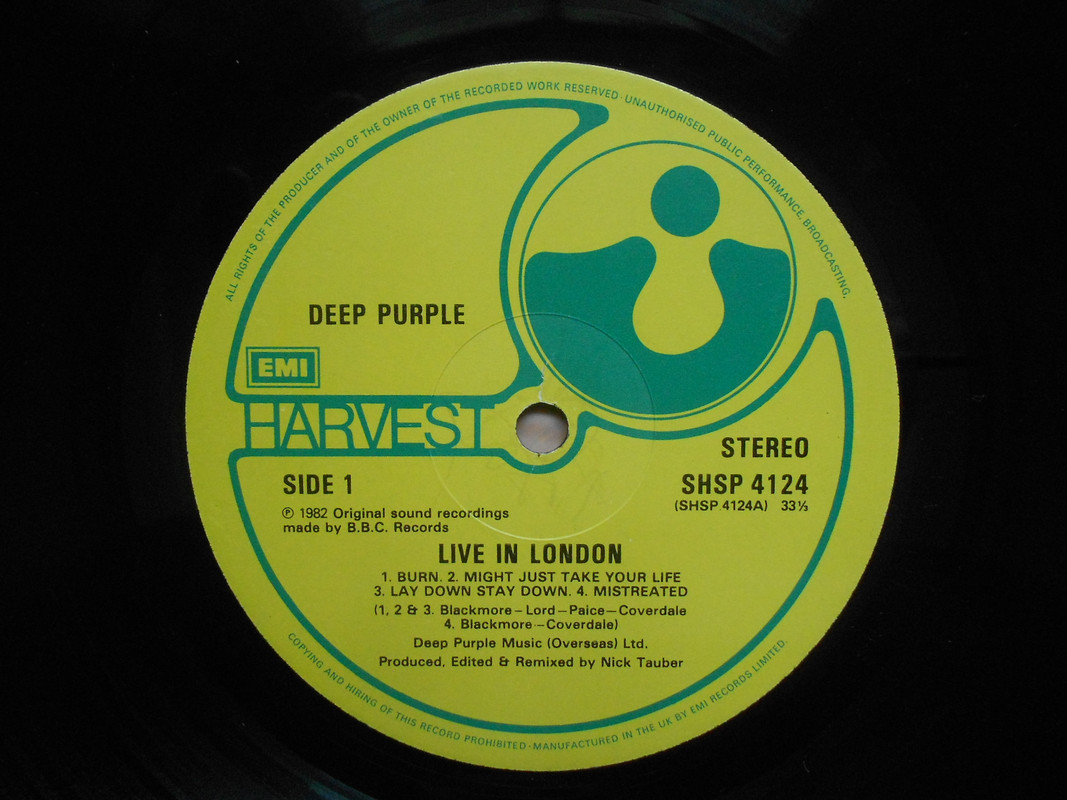 ALL RIGHTS OF THE PRODUCER AND OF THE OWNER OF THE RECORDED WORK RESERVED · UNAUTHORISED PUBLIC PERFORMANCE, BROADCASTING,
DEEP PURPLE
EMI
HARVEST
STEREO
SIDE 1
SHSP 4124
(SHSP.4124A) 33⅓
℗ 1982 Original sound recordings
made by B.B.C. Records
LIVE IN LONDON
1. BURN. 2. MIGHT JUST TAKE YOUR LIFE
3. LAY DOWN STAY DOWN. 4. MISTREATED
(1, 2 & 3. Blackmore–Lord–Paice–Coverdale
4. Blackmore–Coverdale)
Deep Purple Music (Overseas) Ltd.
Produced, Edited & Remixed by Nick Tauber
COPYING AND HIRING OF THIS RECORD PROHIBITED - MANUFACTURED IN THE UK BY EMI RECORDS LIMITED.